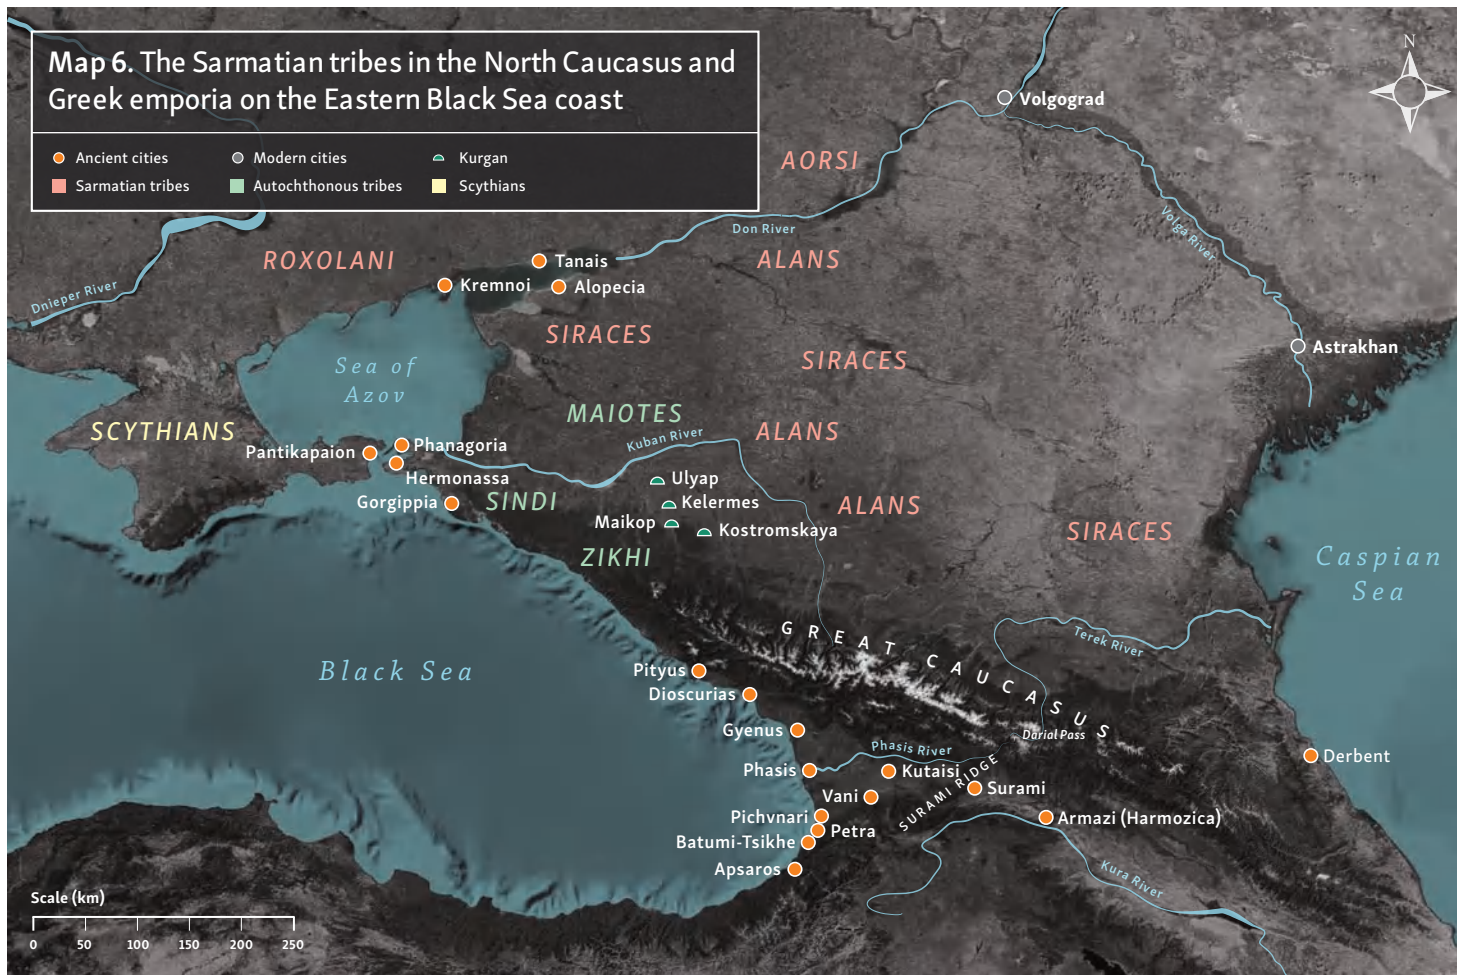 Map 6. The Sarmatian tribes in the North Caucasus and
Greek emporia on the Eastern Black Sea coast
Ancient cities
Modern cities
Kurgan
Sarmatian tribes
Autochthonous tribes
Scythians
N
Volgograd
AORSI
Volga River
Don River
ROXOLANI
Tanais
ALANS
Kremnoi
Alopecia
Dnieper River
SIRACES
Astrakhan
SIRACES
Sea of
Azov
MAIOTES
SCYTHIANS
ALANS
Kuban River
Phanagoria
Pantikapaion
Hermonassa
Ulyap
Gorgippia
SINDI
Kelermes
ALANS
Maikop
Kostromskaya
SIRACES
ZIKHI
Caspian
Sea
GREAT CAUCASUS
Terek River
Black Sea
Pityus
Dioscurias
Gyenus
Darial Pass
Phasis River
Derbent
Phasis
Kutaisi
SURAMI RIDGE
Surami
Vani
Pichvnari
Armazi (Harmozica)
Petra
Batumi-Tsikhe
Apsaros
Kura River
Scale (km)
0 50 100 150 200 250